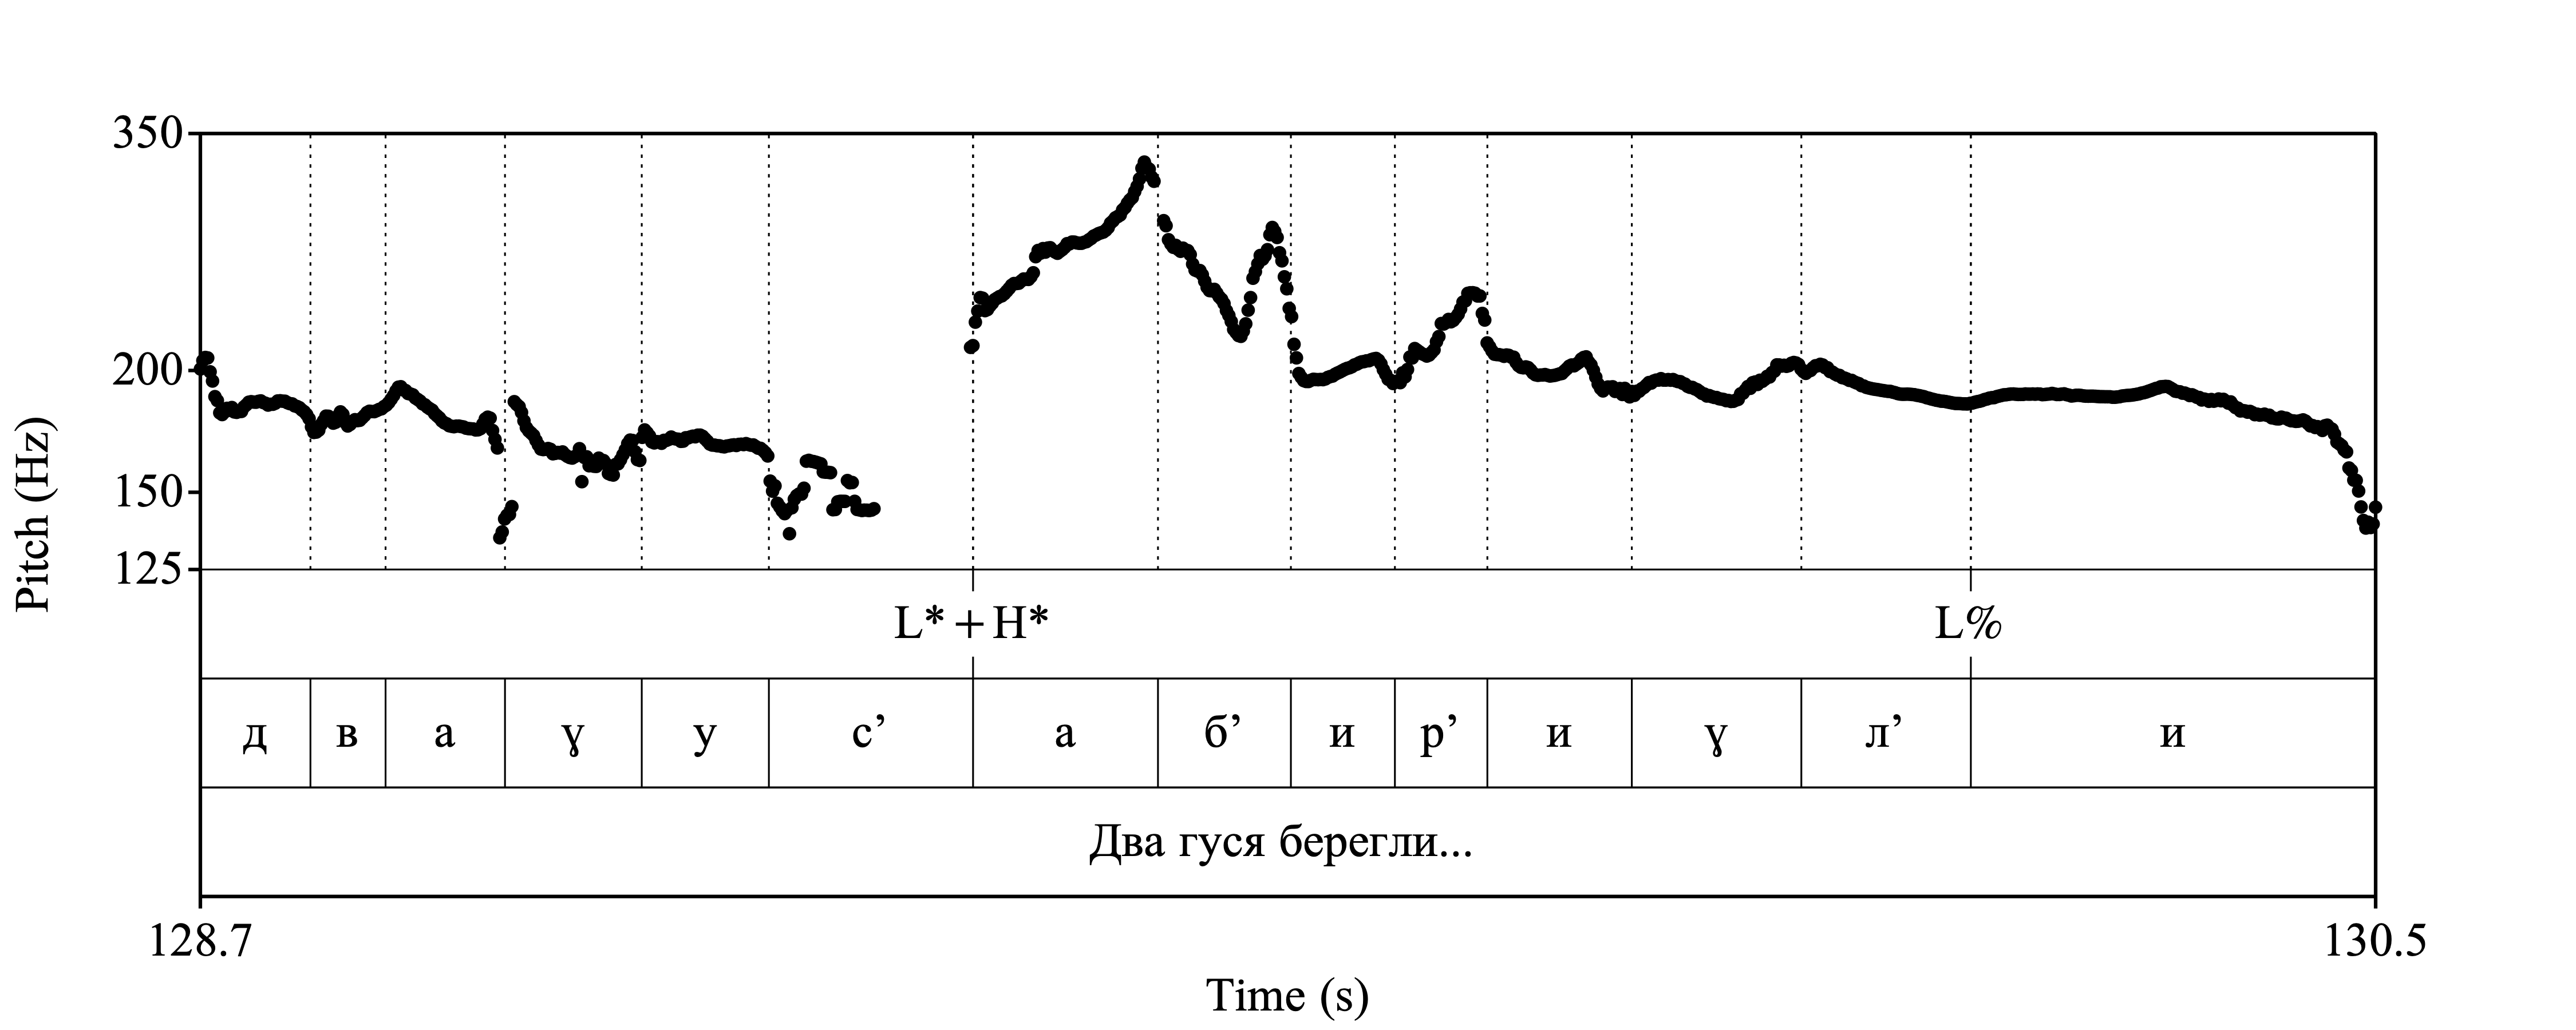 350
200
150
125
Pitch (Hz)
L*+H* L%
д в а ɣ у с’ а б’ и р’ и ɣ л’ и
Два гуся берегли...
128.7 130.5
Time (s)